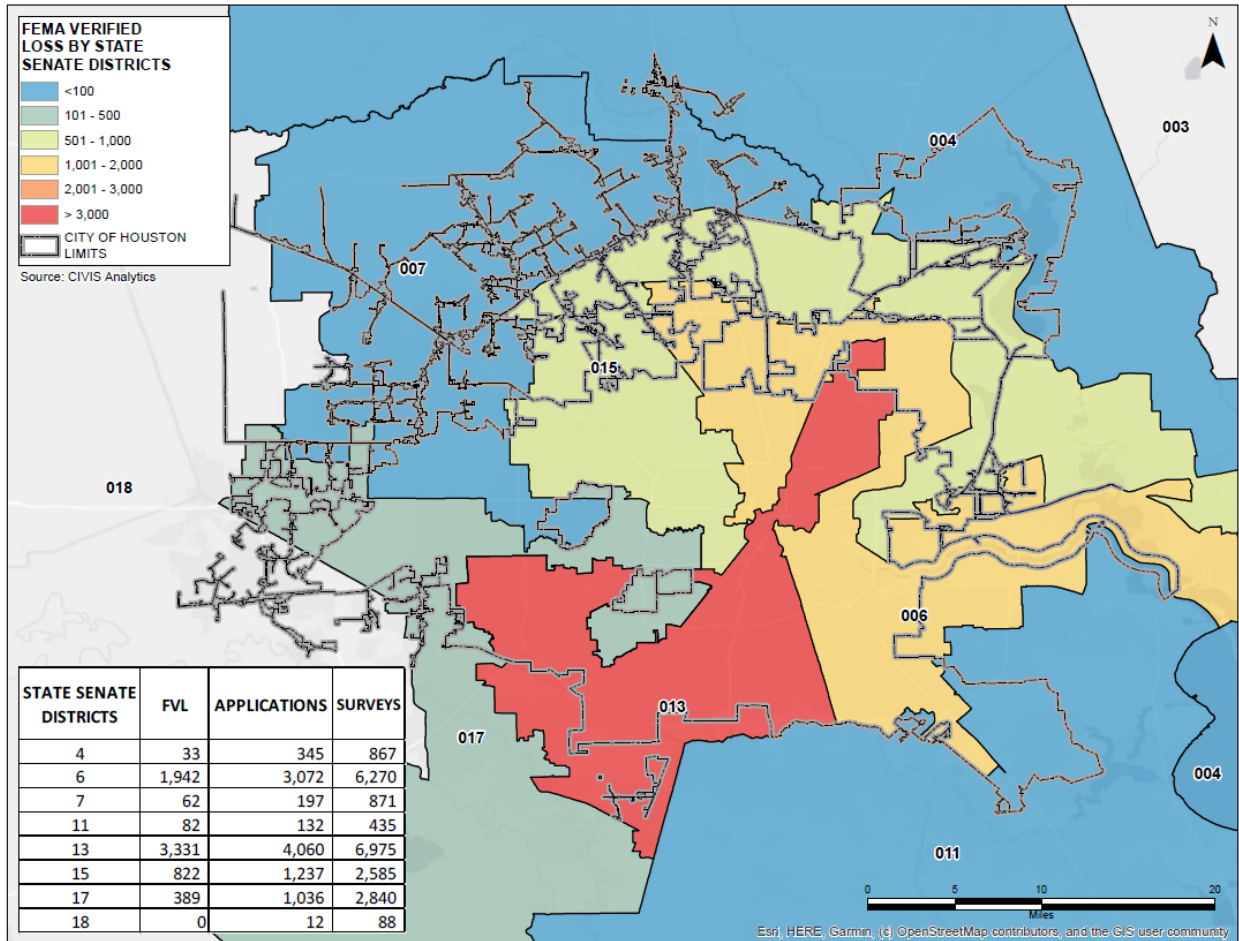 FEMA VERIFIED
LOSS BY STATE
SENATE DISTRICTS
<100
101 - 500
501 - 1,000
1,001 - 2,000
2,001 - 3,000
> 3,000
CITY OF HOUSTON
LIMITS
Source: CIVIS Analytics
N
003
004
007
015
018
006
013
017
004
011
STATE SENATE DISTRICTS FVL APPLICATIONS SURVEYS
4 33 345 867
6 1,942 3,072 6,270
7 62 197 871
11 82 132 435
13 3,331 4,060 6,975
15 822 1,237 2,585
17 389 1,036 2,840
18 0 12 88
0 5 10 20
Miles
Esri, HERE, Garmin, (c) OpenStreetMap contributors, and the GIS user community